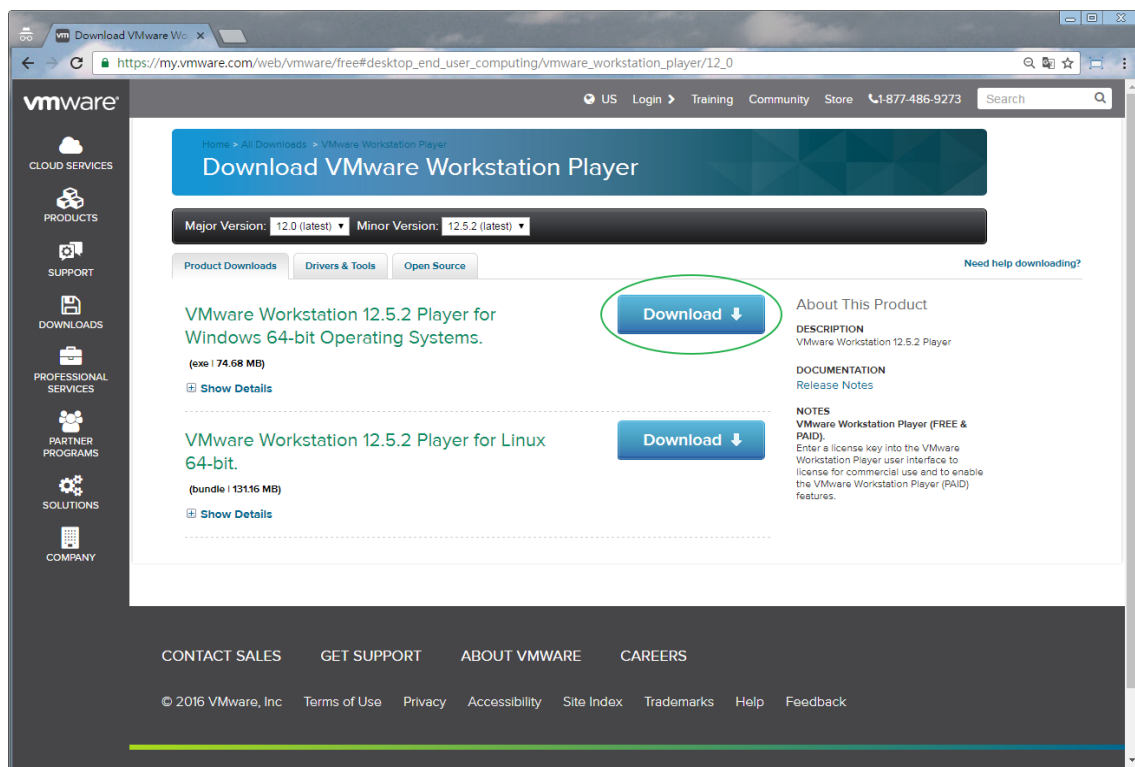 Download VMware Wo
https://my.vmware.com/web/vmware/free#desktop_end_user_computing/vmware_workstation_player/12_0
vmware
US Login Training Community Store 1-877-486-9273 Search
CLOUD SERVICES
PRODUCTS
SUPPORT
DOWNLOADS
PROFESSIONAL
SERVICES
PARTNER
PROGRAMS
SOLUTIONS
COMPANY
Home > All Downloads > VMware Workstation Player
Download VMware Workstation Player
Major Version: 12.0 (latest) Minor Version: 12.5.2 (latest)
Product Downloads Drivers & Tools Open Source Need help downloading?
VMware Workstation 12.5.2 Player for
Windows 64-bit Operating Systems.
(exe | 74.68 MB)
Show Details
Download
VMware Workstation 12.5.2 Player for Linux
64-bit.
(bundle | 131.16 MB)
Show Details
Download
About This Product
DESCRIPTION
VMware Workstation 12.5.2 Player
DOCUMENTATION
Release Notes
NOTES
VMware Workstation Player (FREE &
PAID).
Enter a license key into the VMware
Workstation Player user interface to
license for commercial use and to enable
the VMware Workstation Player (PAID)
features.
CONTACT SALES GET SUPPORT ABOUT VMWARE CAREERS
© 2016 VMware, Inc Terms of Use Privacy Accessibility Site Index Trademarks Help Feedback